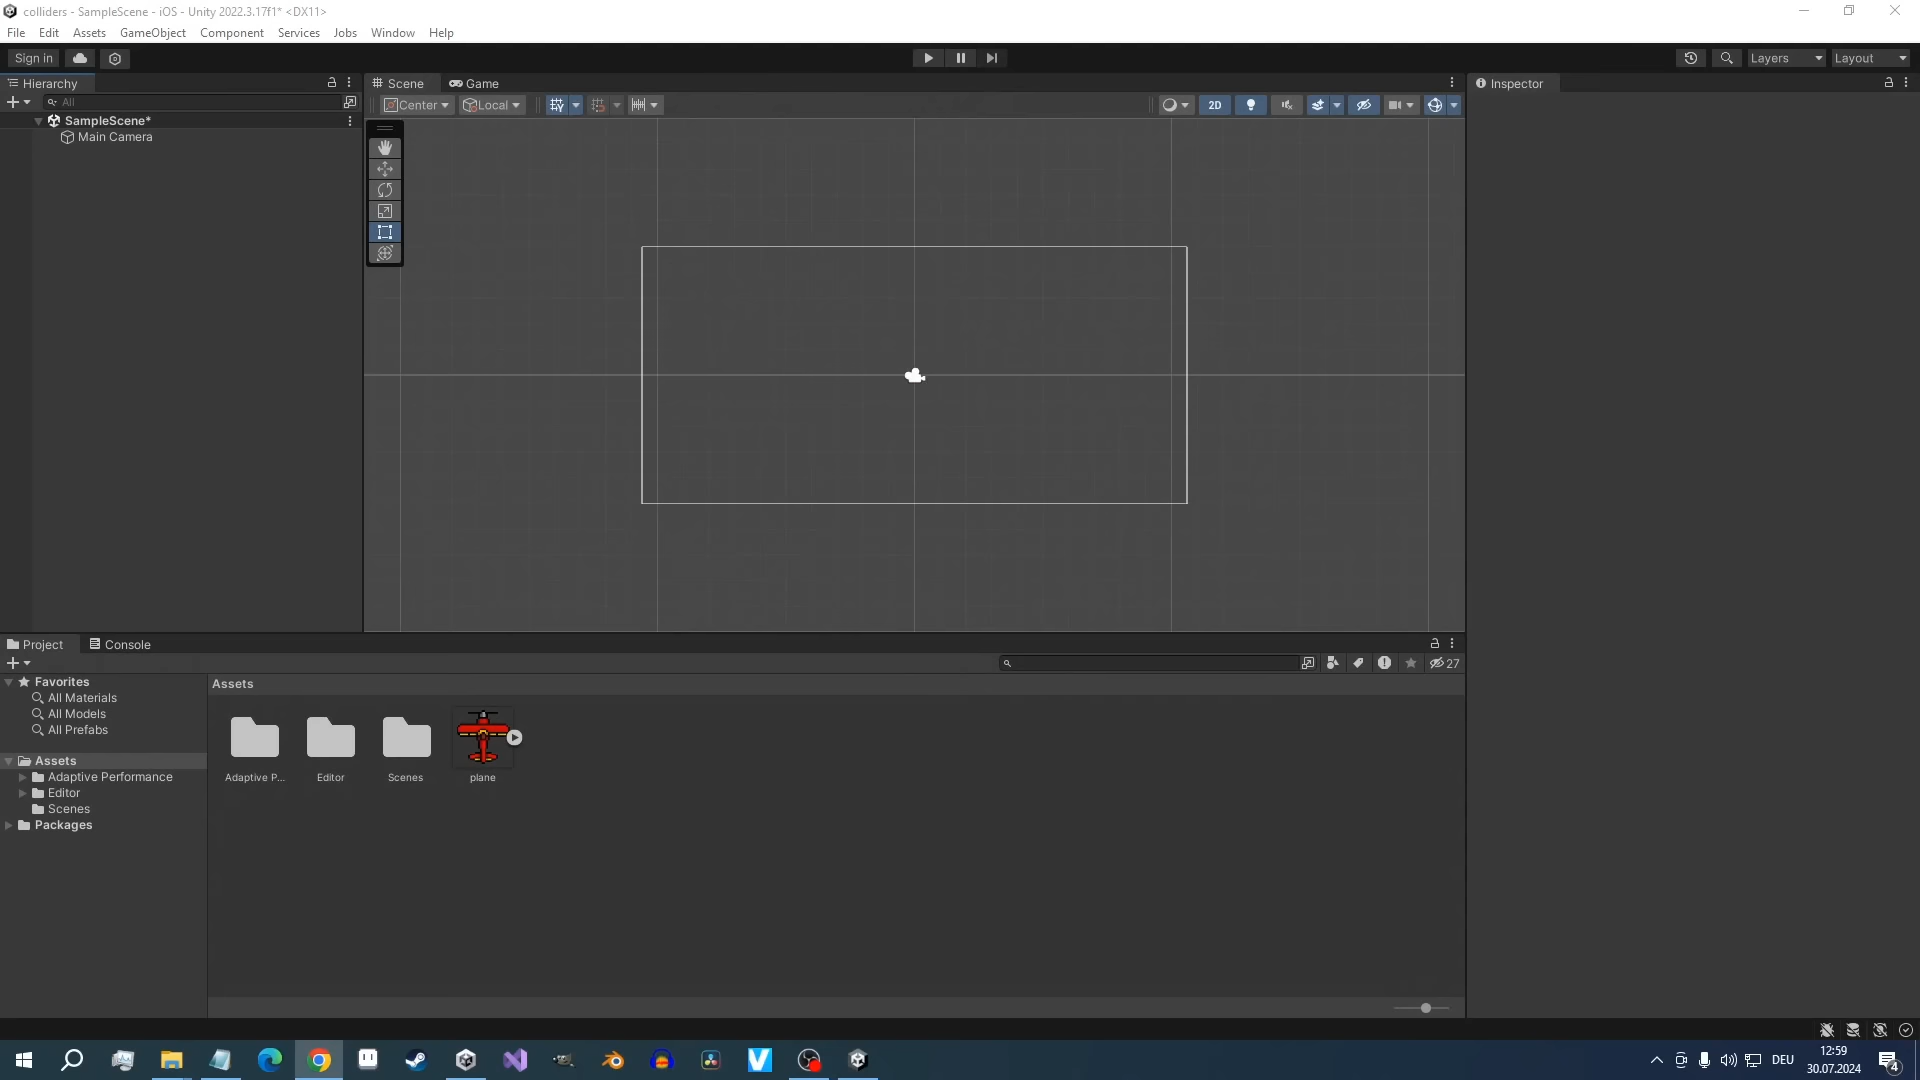 colliders - SampleScene - iOS - Unity 2022.3.17f1* <DX11>
File Edit Assets GameObject Component Services Jobs Window Help
Sign in
Layers
Layout
Hierarchy
Scene
Game
Inspector
All
Center
Local
2D
SampleScene*
Main Camera
Project
Console
27
Favorites
All Materials
All Models
All Prefabs
Assets
Adaptive Performance
Editor
Scenes
Packages
Assets
Adaptive P...
Editor
Scenes
plane
DEU
12:59
30.07.2024
4